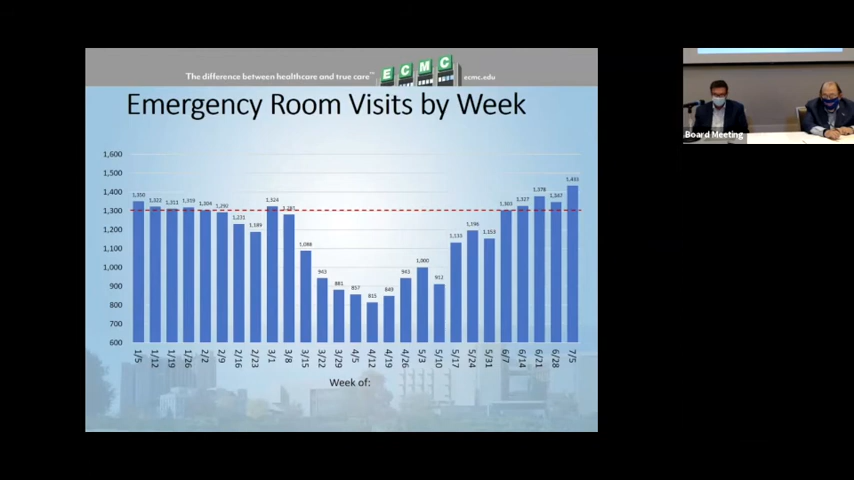 The difference between healthcare and true care™
ECMC
ecmc.edu
Emergency Room Visits by Week
1,600
1,500
1,400
1,300
1,200
1,100
1,000
900
800
700
600
1,350 1,322 1,311 1,319 1,304 1,292 1,231 1,189 1,324 1,088 943 881 857 815 849 943 1,000 911 1,196 1,153 1,303 1,327 1,378 1,347 1,433
1/5 1/12 1/19 1/26 2/2 2/9 2/16 2/23 3/1 3/8 3/15 3/22 3/29 4/5 4/12 4/19 4/26 5/3 5/10 5/17 5/24 5/31 6/7 6/14 6/21 6/28 7/5
Week of:
Board Meeting